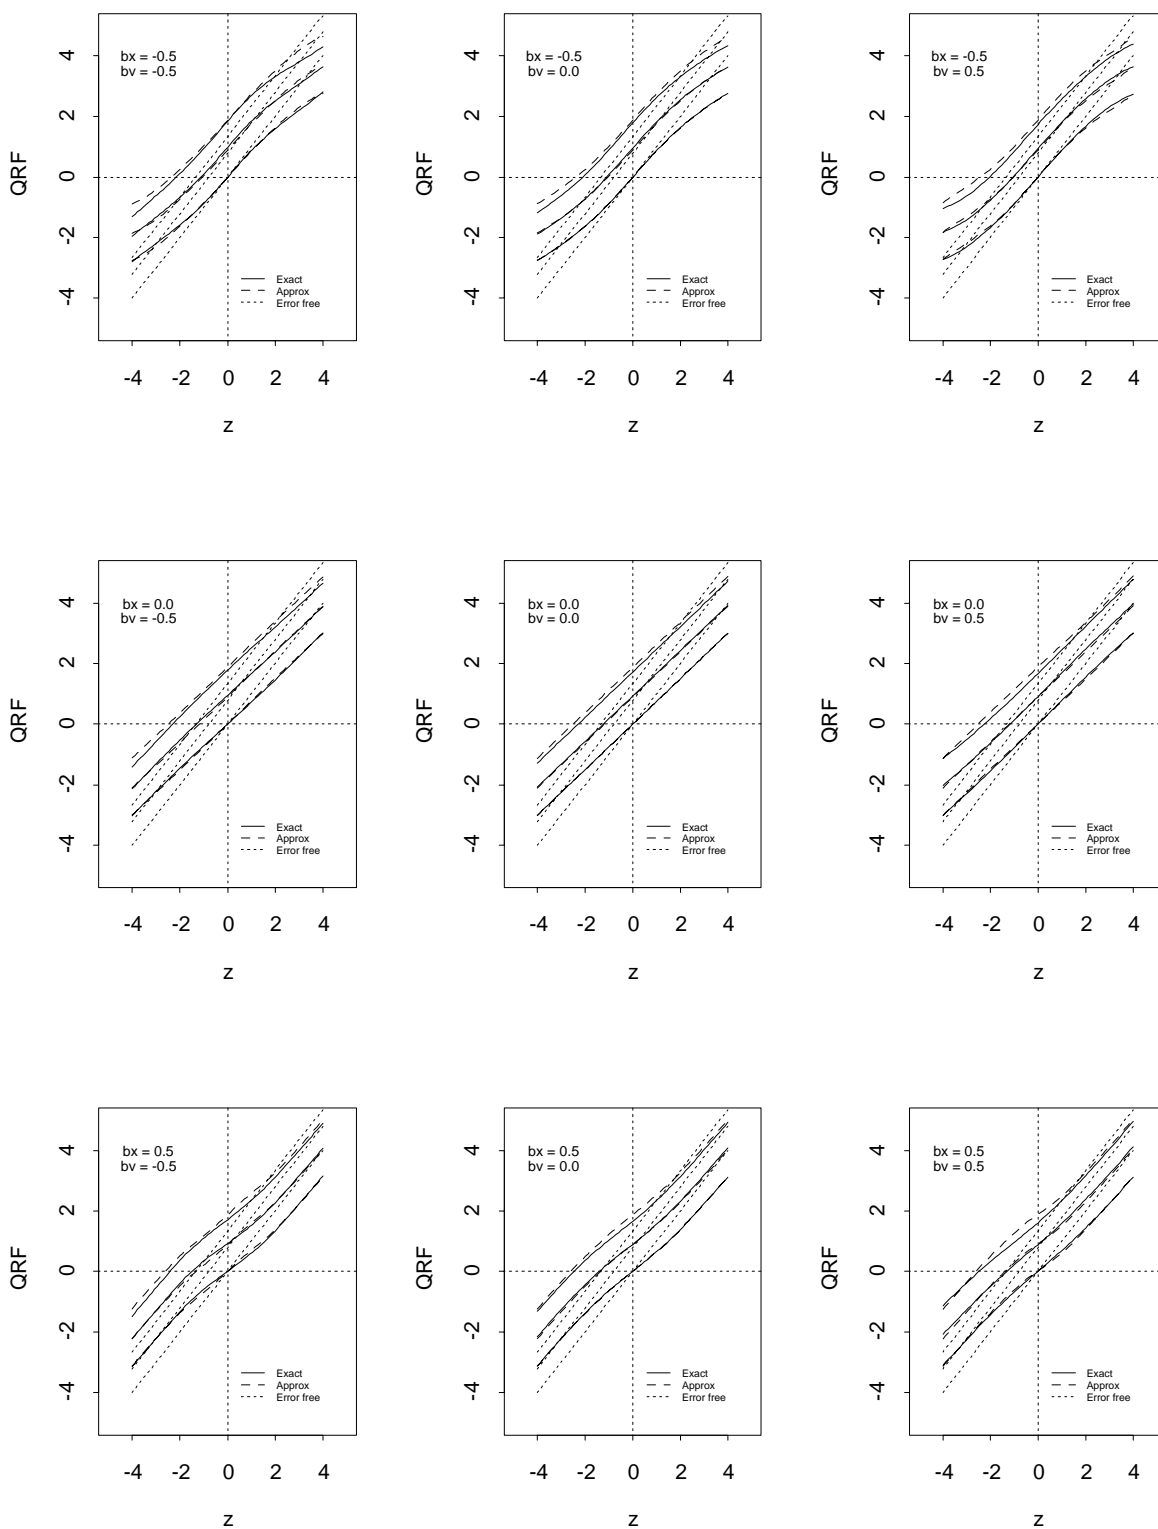 bx = -0.5
bv = -0.5
4
2
0
-2
-4
QRF
Exact
Approx
Error free
-4 -2 0 2 4
z
bx = -0.5
bv = 0.0
4
2
0
-2
-4
QRF
Exact
Approx
Error free
-4 -2 0 2 4
z
bx = -0.5
bv = 0.5
4
2
0
-2
-4
QRF
Exact
Approx
Error free
-4 -2 0 2 4
z
bx = 0.0
bv = -0.5
4
2
0
-2
-4
QRF
Exact
Approx
Error free
-4 -2 0 2 4
z
bx = 0.0
bv = 0.0
4
2
0
-2
-4
QRF
Exact
Approx
Error free
-4 -2 0 2 4
z
bx = 0.0
bv = 0.5
4
2
0
-2
-4
QRF
Exact
Approx
Error free
-4 -2 0 2 4
z
bx = 0.5
bv = -0.5
4
2
0
-2
-4
QRF
Exact
Approx
Error free
-4 -2 0 2 4
z
bx = 0.5
bv = 0.0
4
2
0
-2
-4
QRF
Exact
Approx
Error free
-4 -2 0 2 4
z
bx = 0.5
bv = 0.5
4
2
0
-2
-4
QRF
Exact
Approx
Error free
-4 -2 0 2 4
z